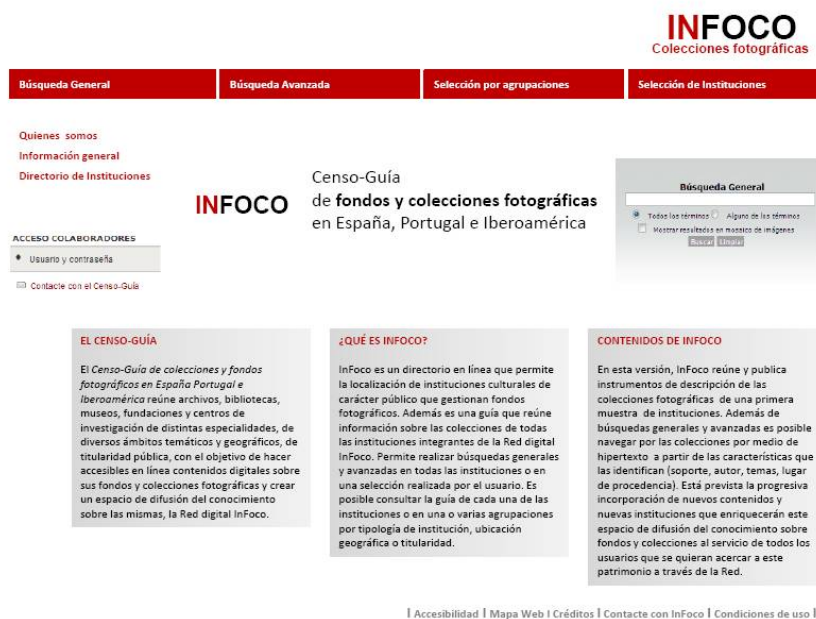 INFOCO
Colecciones fotográficas
Búsqueda General
Búsqueda Avanzada
Selección por agrupaciones
Selección de Instituciones
Quienes somos
Información general
Directorio de Instituciones
ACCESO COLABORADORES
Usuario y contraseña
Contacte con el Censo-Guía
INFOCO
Censo-Guía
de fondos y colecciones fotográficas
en España, Portugal e Iberoamérica
Búsqueda General
Todos los términos Alguno de los términos
Mostrar resultados en mosaico de imágenes
Buscar Limpiar
EL CENSO-GUÍA
El Censo-Guía de colecciones y fondos
fotográficos en España Portugal e
Iberoamérica reúne archivos, bibliotecas,
museos, fundaciones y centros de
investigación de distintas especialidades, de
diversos ámbitos temáticos y geográficos, de
titularidad pública, con el objetivo de hacer
accesibles en línea contenidos digitales sobre
sus fondos y colecciones fotográficas y crear
un espacio de difusión del conocimiento
sobre las mismas, la Red digital InFoco.
¿QUÉ ES INFOCO?
InFoco es un directorio en línea que permite
la localización de instituciones culturales de
carácter público que gestionan fondos
fotográficos. Además es una guía que reúne
información sobre las colecciones de todas
las instituciones integrantes de la Red digital
InFoco. Permite realizar búsquedas generales
y avanzadas en todas las instituciones o en
una selección realizada por el usuario. Es
posible consultar la guía de cada una de las
instituciones o en una o varias agrupaciones
por tipología de institución, ubicación
geográfica o titularidad.
CONTENIDOS DE INFOCO
En esta versión, InFoco reúne y publica
instrumentos de descripción de las
colecciones fotográficas de una primera
muestra de instituciones. Además de
búsquedas generales y avanzadas es posible
navegar por las colecciones por medio de
hipertexto a partir de las características que
las identifican (soporte, autor, temas, lugar
de procedencia). Está prevista la progresiva
incorporación de nuevos contenidos y
nuevas instituciones que enriquecerán este
espacio de difusión del conocimiento sobre
fondos y colecciones al servicio de todos los
usuarios que se quieran acercar a este
patrimonio a través de la Red.
| Accesibilidad | Mapa Web I Créditos | Contacte con InFoco | Condiciones de uso |